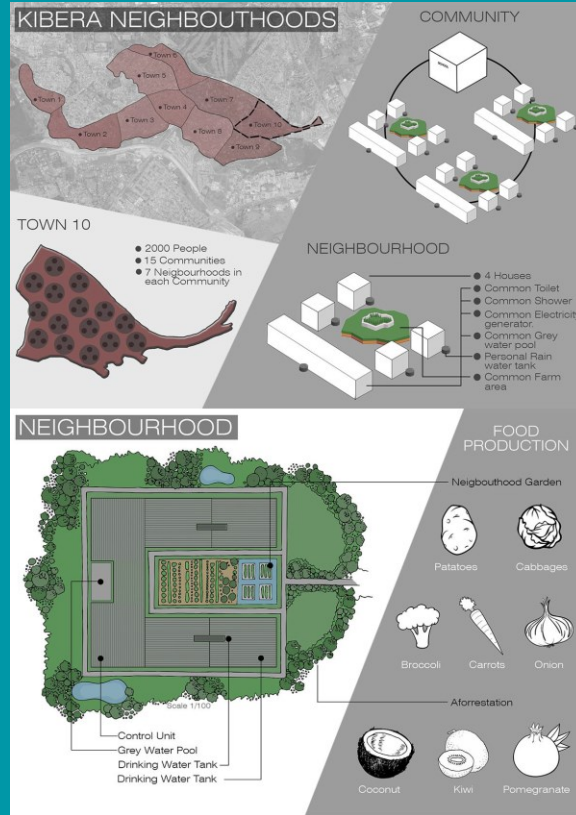 KIBERA NEIGHBOUTHOODS
Town 6
Town 5
Town 1
Town 4
Town 7
Town 3
Town 10
Town 2
Town 8
Town 9
COMMUNITY
TOWN 10
2000 People
15 Communities
7 Neigbourhoods in
each Community
NEIGHBOURHOOD
4 Houses
Common Toilet
Common Shower
Common Electricity
generator.
Common Grey
water pool
Personal Rain
water tank
Common Farm
area
NEIGHBOURHOOD
Scale 1/100
Control Unit
Grey Water Pool
Drinking Water Tank
Drinking Water Tank
FOOD
PRODUCTION
Neigbouthood Garden
Patatoes
Cabbages
Broccoli
Carrots
Onion
Aforrestation
Coconut
Kiwi
Pomegranate